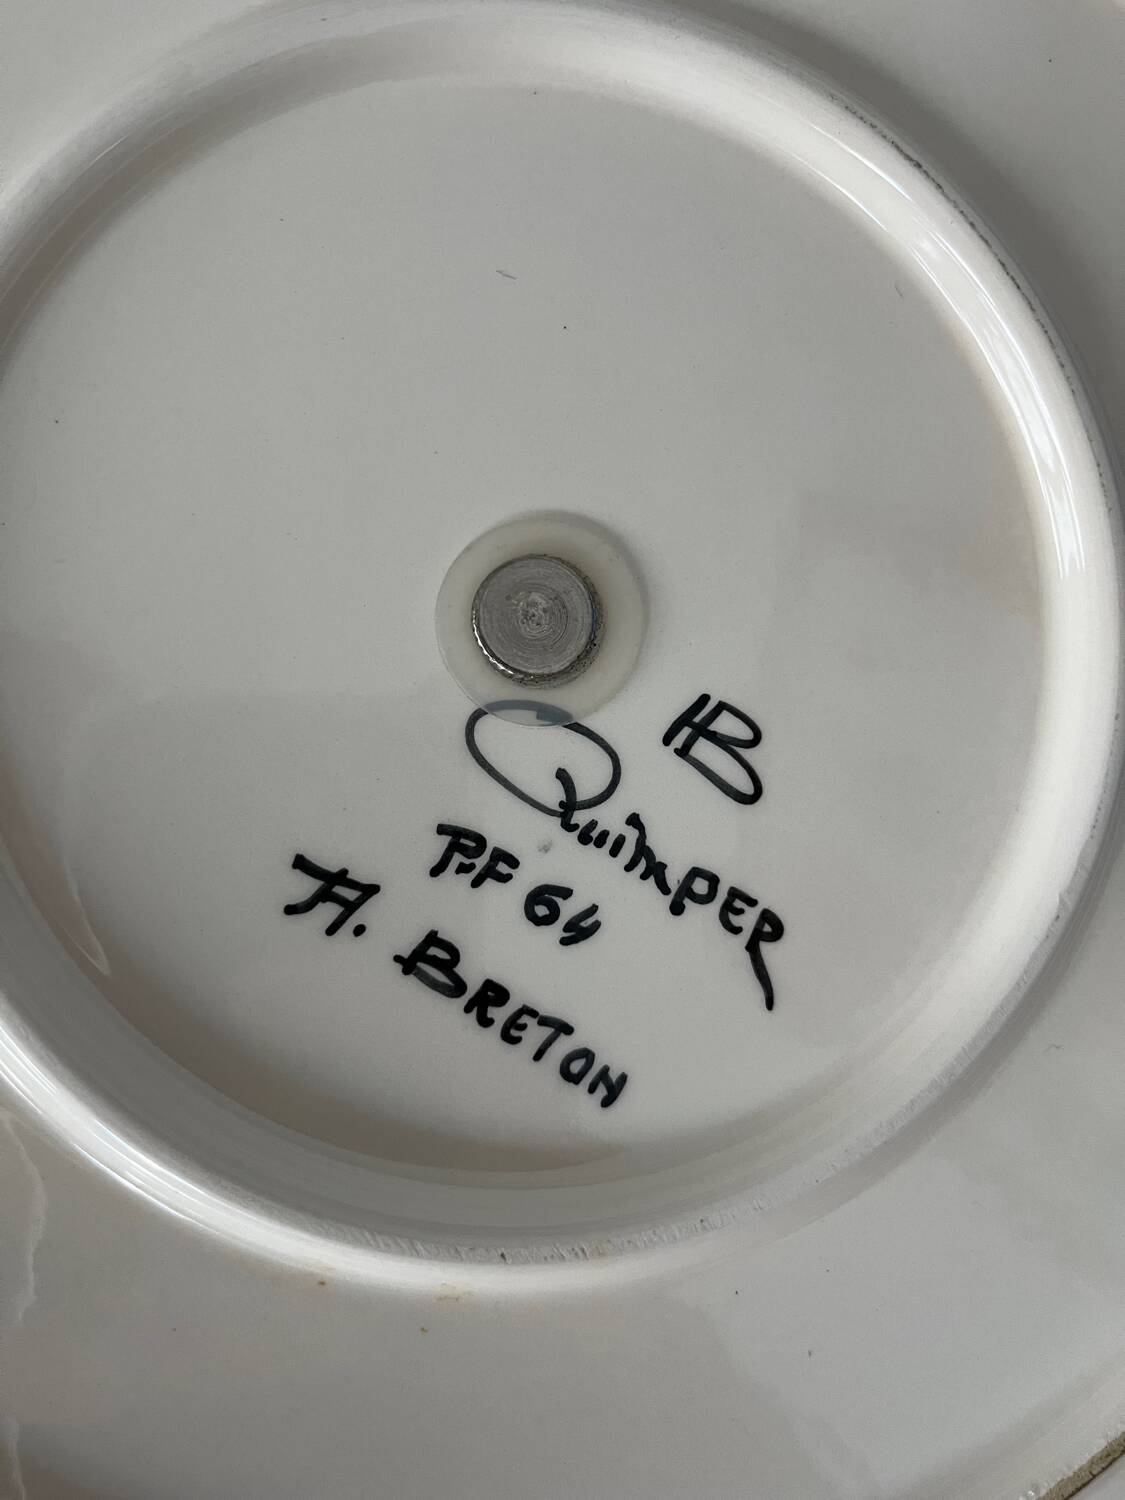 HB
QuiMPER
P.F 64
A. BRETON